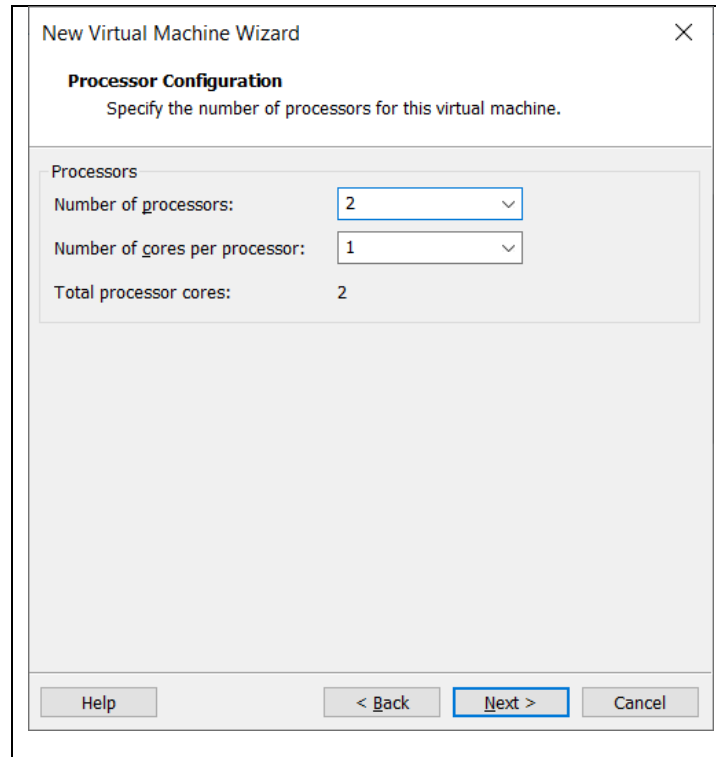 New Virtual Machine Wizard
Processor Configuration
Specify the number of processors for this virtual machine.
Processors
Number of processors: 2
Number of cores per processor: 1
Total processor cores: 2
Help < Back Next > Cancel